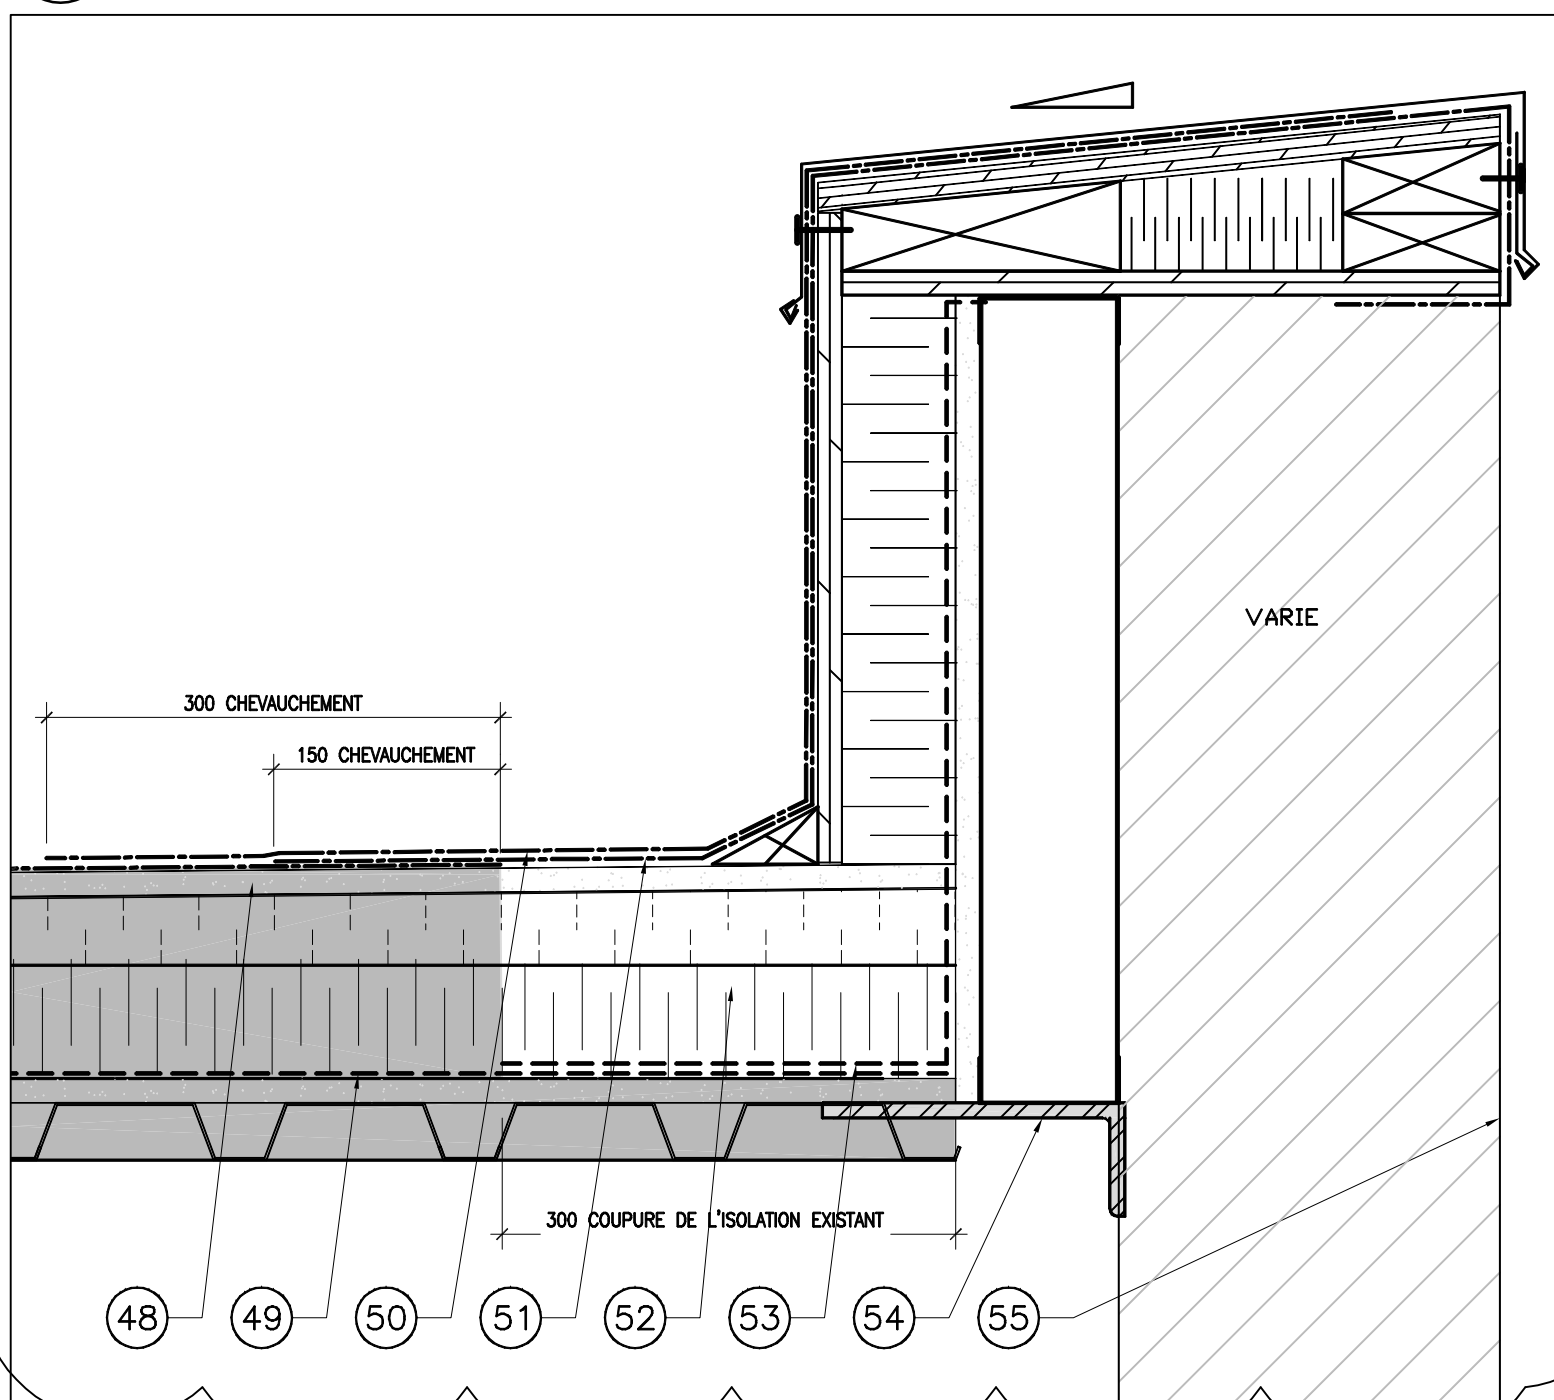 VARIE
300 CHEVAUCHEMENT
150 CHEVAUCHEMENT
300 COUPURE DE L'ISOLATION EXISTANT
48 49 50 51 52 53 54 55